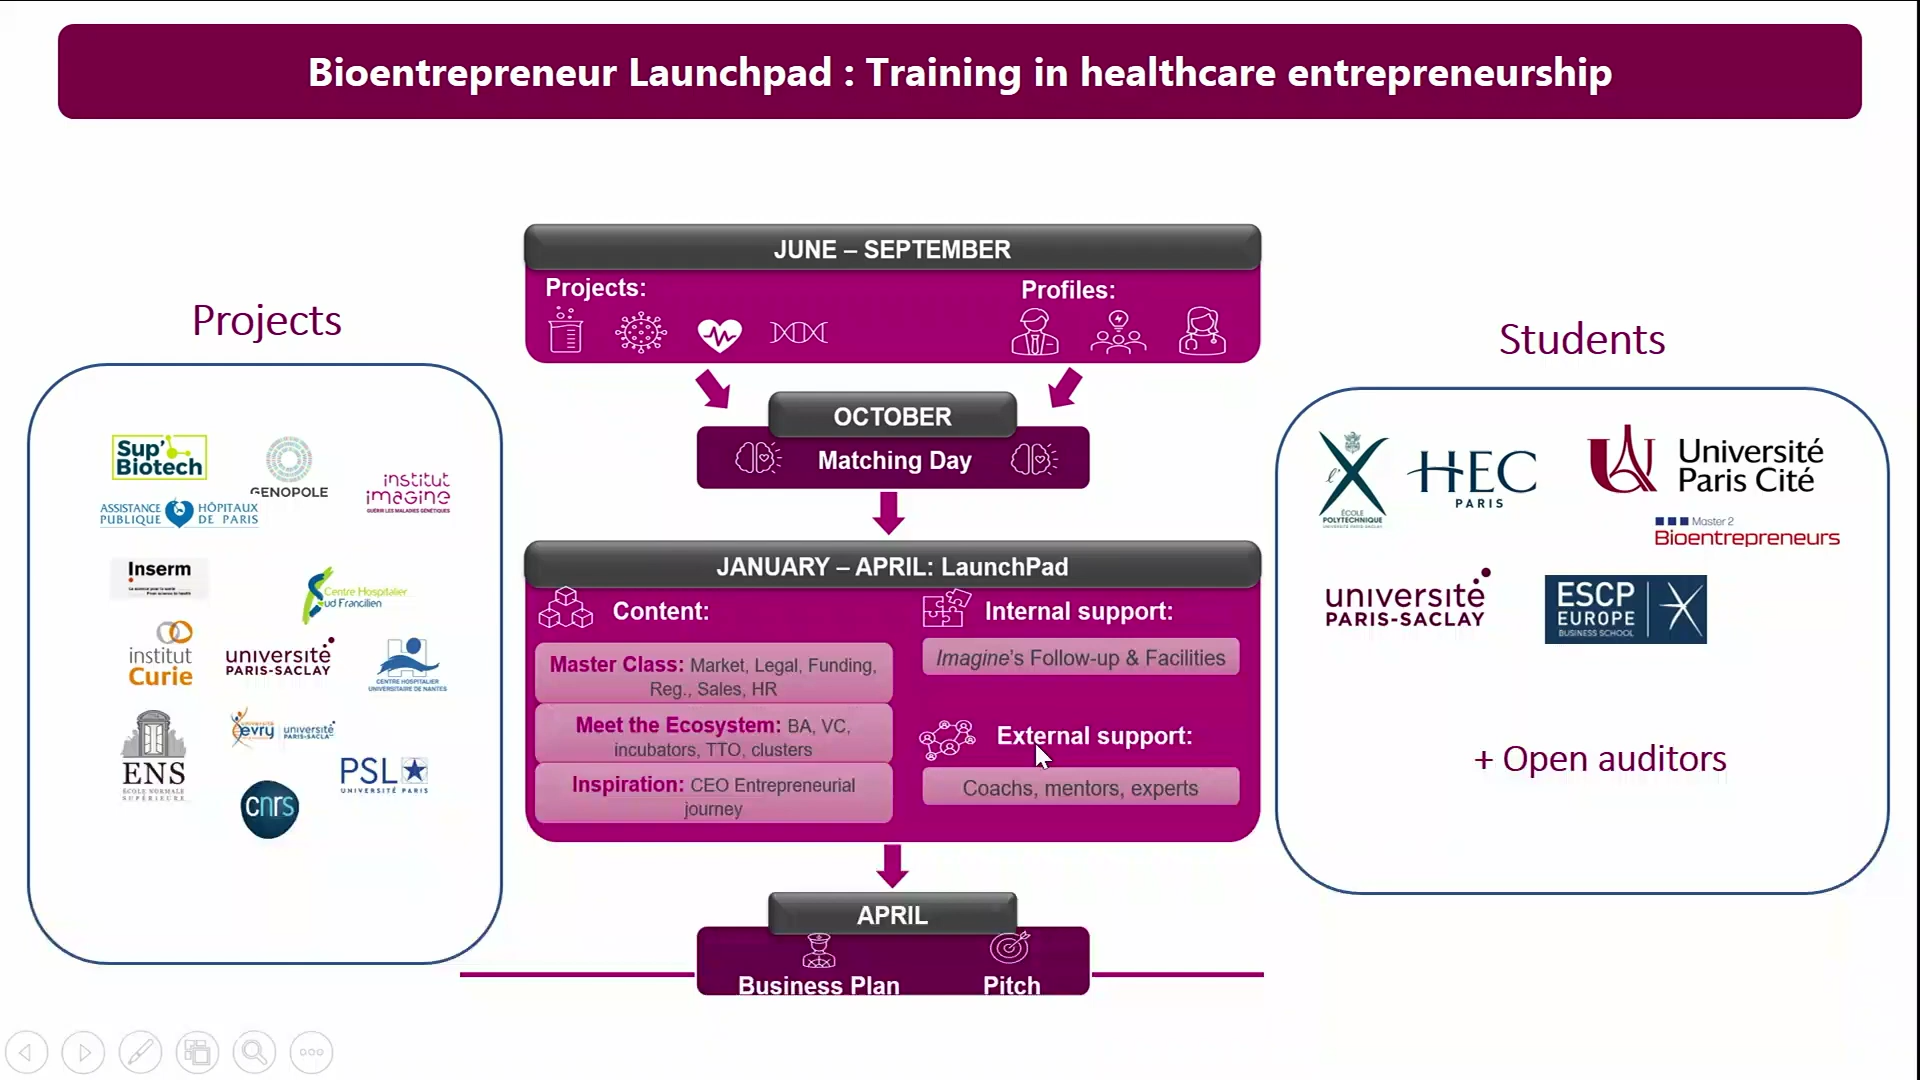 Bioentrepreneur Launchpad : Training in healthcare entrepreneurship
Projects
Sup'
Biotech
GENOPOLE
institut
imagine
GUÉRIR LES MALADIES GÉNÉTIQUES
ASSISTANCE
PUBLIQUE
HÔPITAUX
DE PARIS
Inserm
Centre Hospitalier
Sud Francilien
institut
Curie
université
PARIS-SACLAY
CENTRE HOSPITALIER
UNIVERSITAIRE DE NANTES
ENS
ÉCOLE NORMALE
SUPÉRIEURE
université
evry
université
PARIS-SACLAY
PSL
UNIVERSITÉ PARIS
cnrs
JUNE – SEPTEMBER
Projects:
Profiles:
OCTOBER
Matching Day
JANUARY – APRIL: LaunchPad
Content:
Master Class: Market, Legal, Funding,
Reg., Sales, HR
Meet the Ecosystem: BA, VC,
incubators, TTO, clusters
Inspiration: CEO Entrepreneurial
journey
Internal support:
Imagine's Follow-up & Facilities
External support:
Coachs, mentors, experts
APRIL
Business Plan
Pitch
Students
ÉCOLE
POLYTECHNIQUE
UNIVERSITÉ PARIS-SACLAY
HEC
PARIS
Université
Paris Cité
Master 2
Bioentrepreneurs
université
PARIS-SACLAY
ESCP
EUROPE
BUSINESS SCHOOL
+ Open auditors